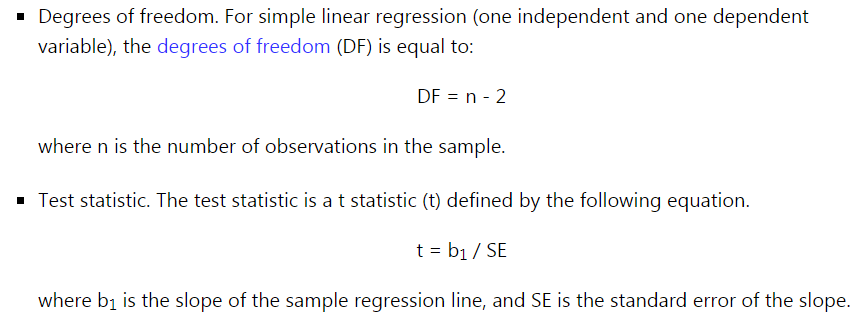 ▪ Degrees of freedom. For simple linear regression (one independent and one dependent
variable), the degrees of freedom (DF) is equal to:
DF = n - 2
where n is the number of observations in the sample.
▪ Test statistic. The test statistic is a t statistic (t) defined by the following equation.
t = b₁ / SE
where b₁ is the slope of the sample regression line, and SE is the standard error of the slope.